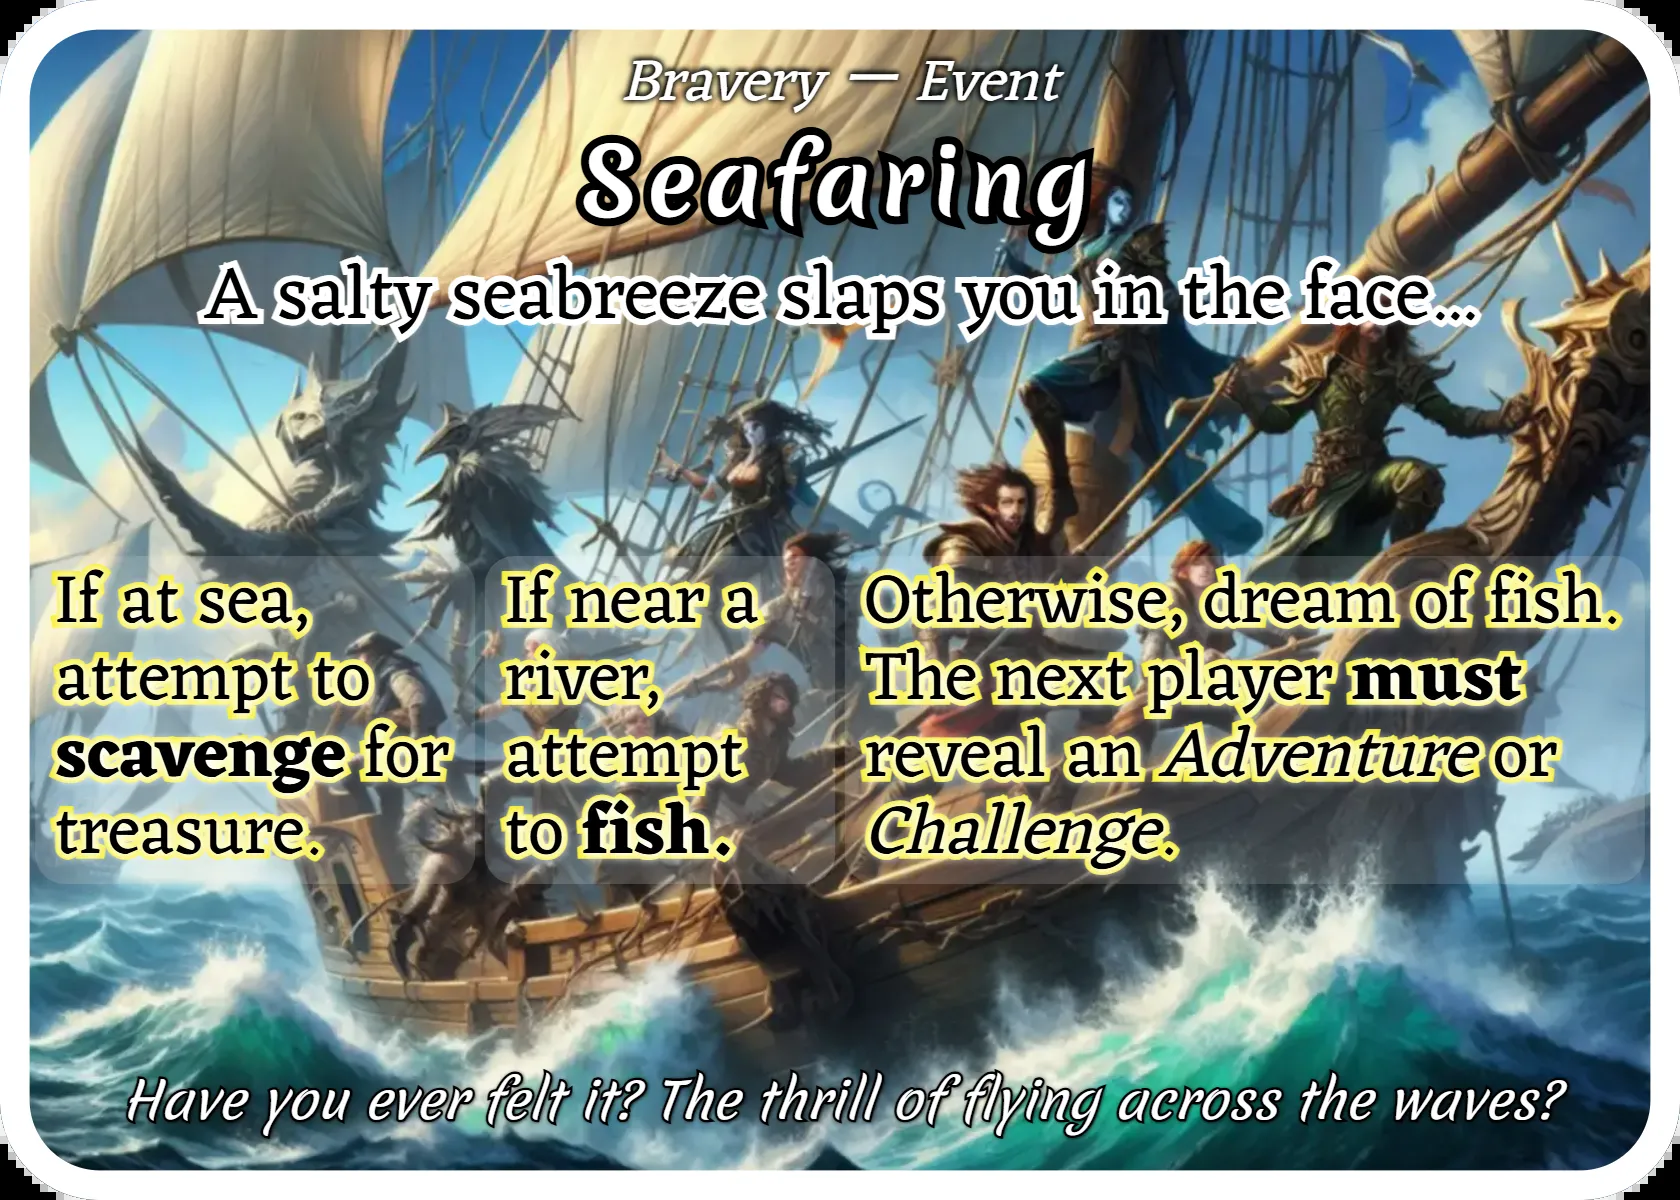 Bravery — Event
Seafaring
A salty seabreeze slaps you in the face...
If at sea,
attempt to
scavenge for
treasure.
If near a
river,
attempt
to fish.
Otherwise, dream of fish.
The next player must
reveal an Adventure or
Challenge.
Have you ever felt it? The thrill of flying across the waves?